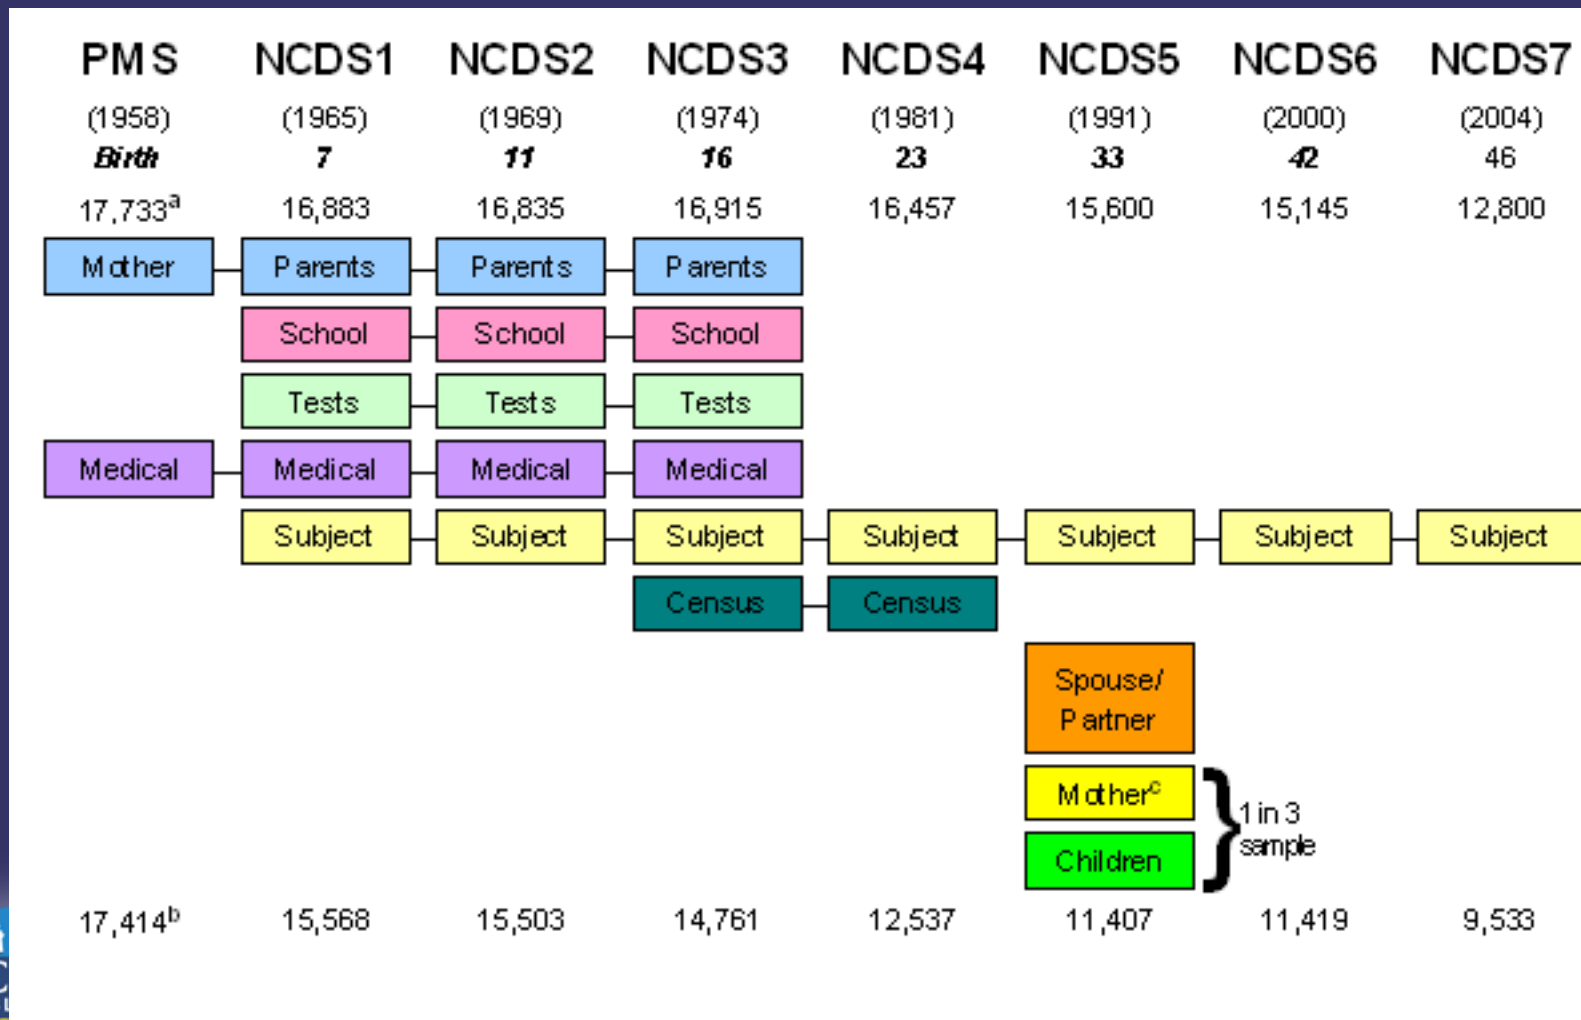 PMS NCDS1 NCDS2 NCDS3 NCDS4 NCDS5 NCDS6 NCDS7
(1958) (1965) (1969) (1974) (1981) (1991) (2000) (2004)
Birth 7 11 16 23 33 42 46
17,733a 16,883 16,835 16,915 16,457 15,600 15,145 12,800
Mother Parents Parents Parents
School School School
Tests Tests Tests
Medical Medical Medical Medical
Subject Subject Subject Subject Subject Subject Subject
Census Census
Spouse/
Partner
Motherc
Children
1 in 3
sample
17,414b 15,568 15,503 14,761 12,537 11,407 11,419 9,533